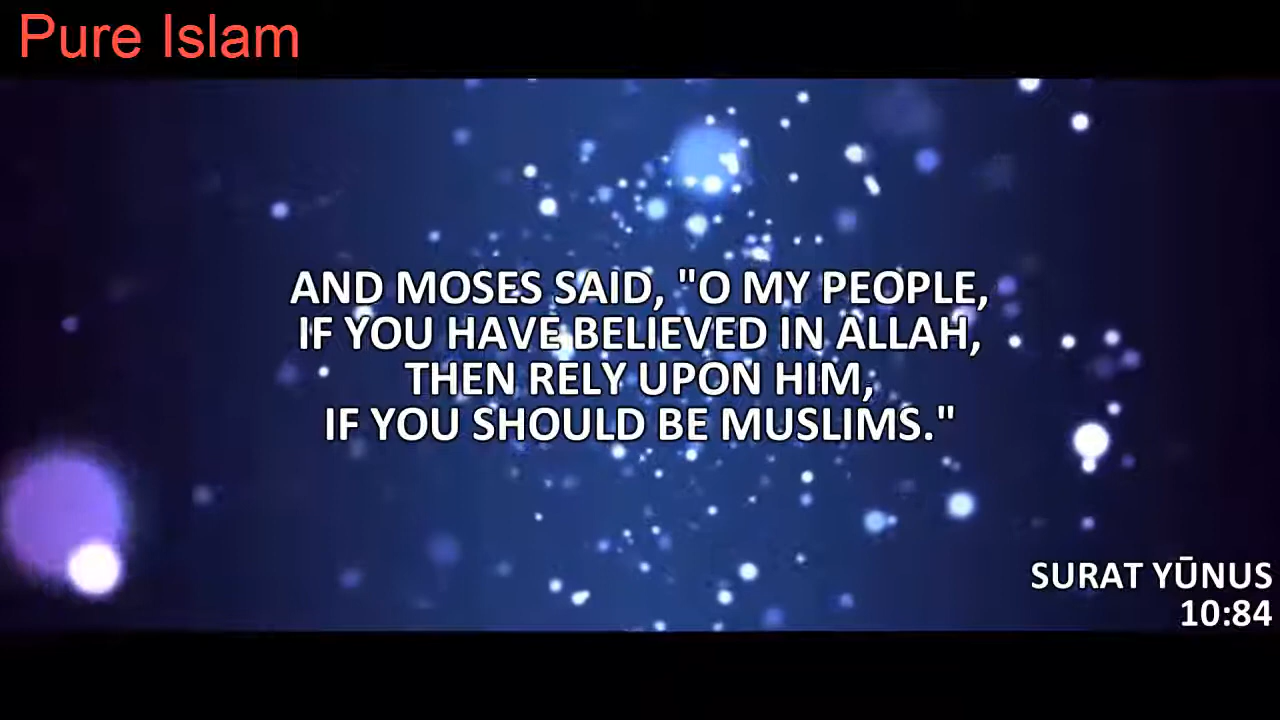 Pure Islam
AND MOSES SAID, "O MY PEOPLE,
IF YOU HAVE BELIEVED IN ALLAH,
THEN RELY UPON HIM,
IF YOU SHOULD BE MUSLIMS."
SURAT YŪNUS
10:84